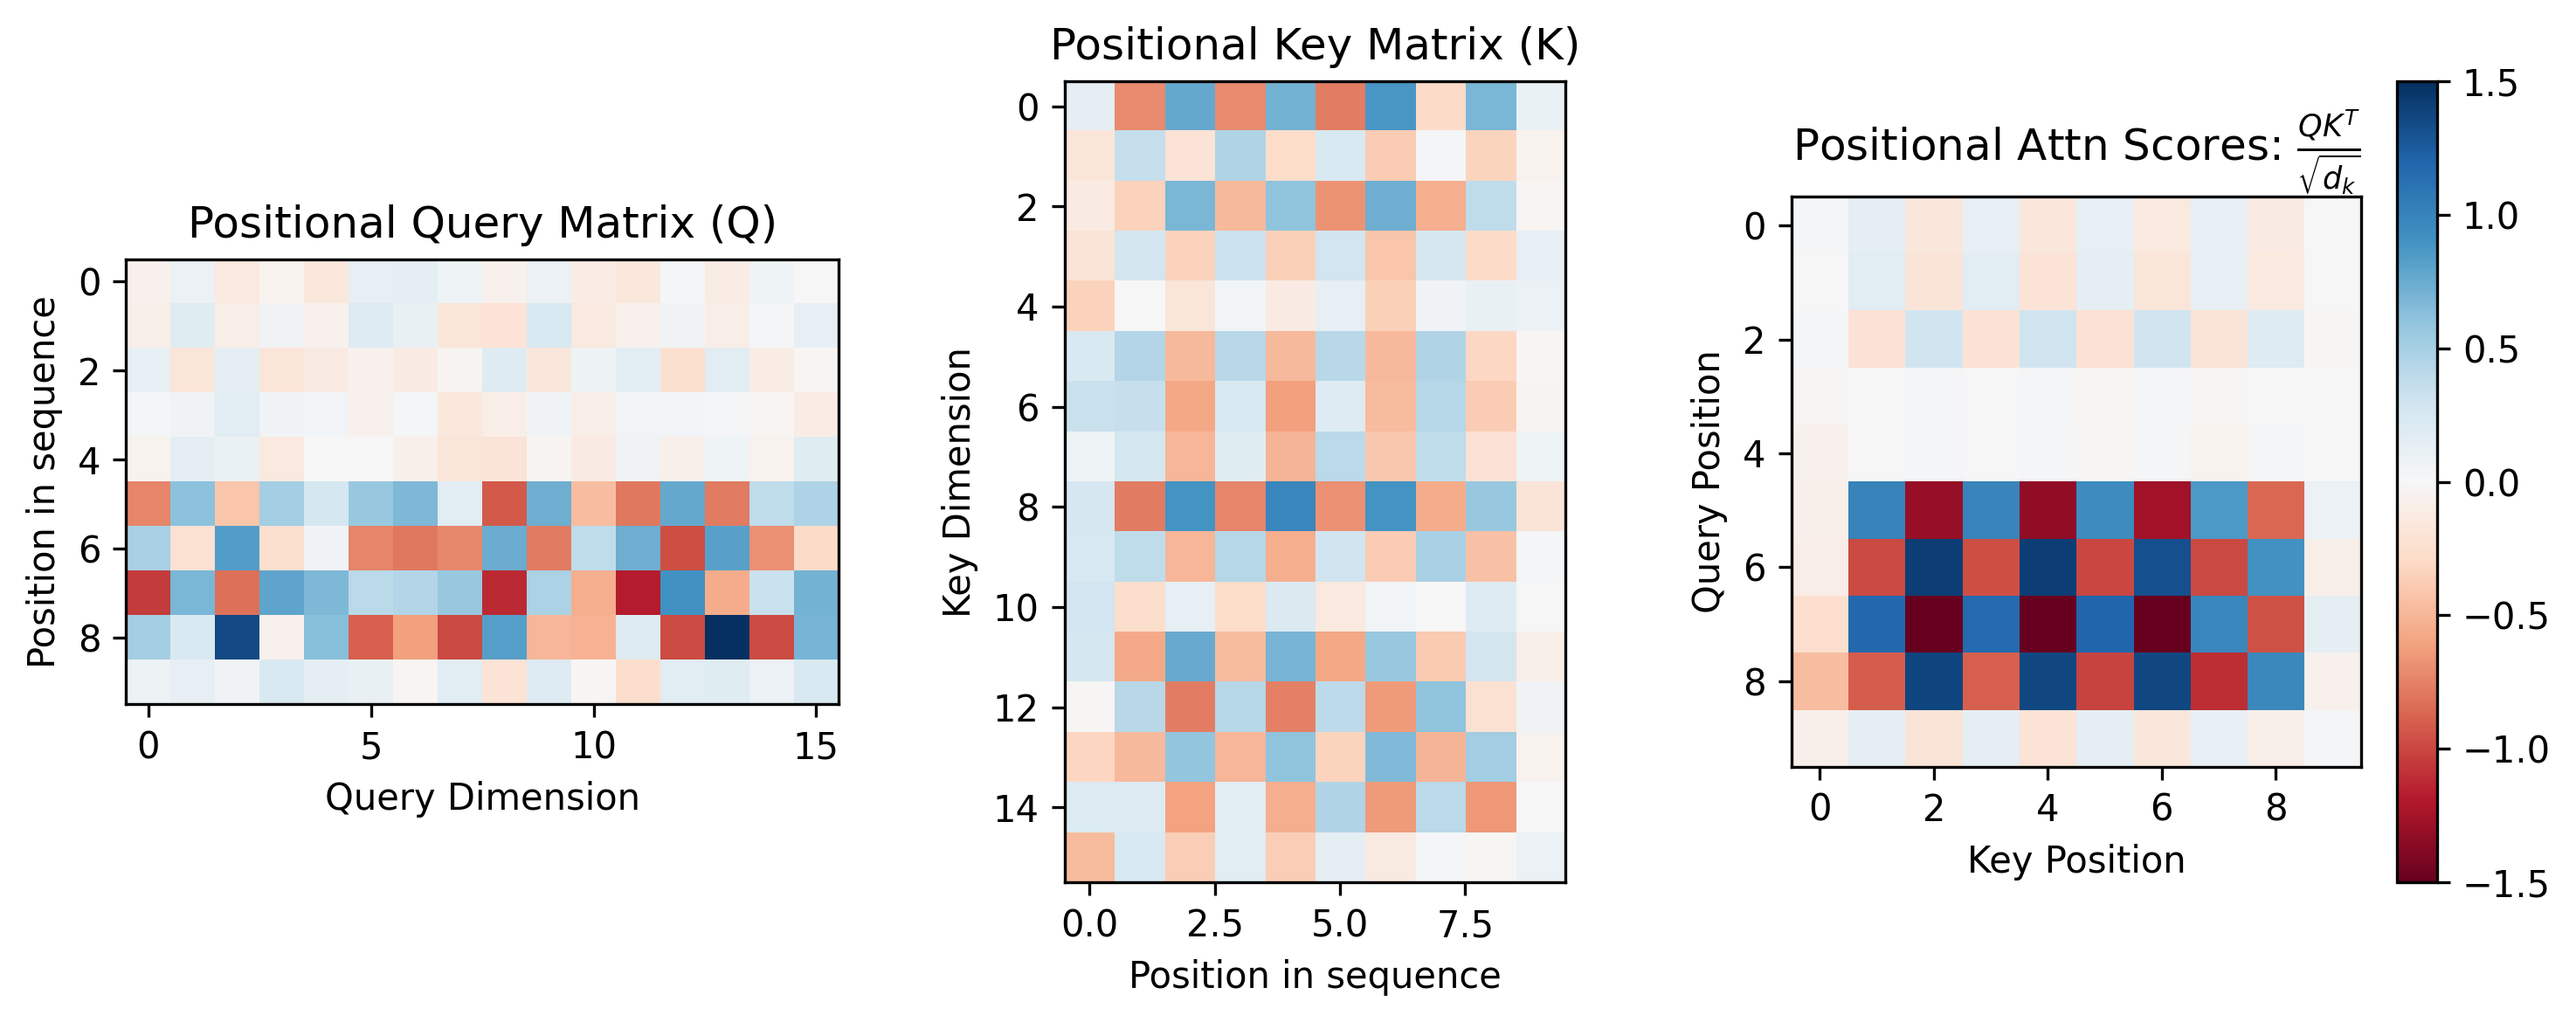 Positional Query Matrix (Q)
Position in sequence
0
2
4
6
8
0 5 10 15
Query Dimension
Positional Key Matrix (K)
Key Dimension
0
2
4
6
8
10
12
14
0.0 2.5 5.0 7.5
Position in sequence
Positional Attn Scores: $\frac{QK^T}{\sqrt{d_k}}$
Query Position
0
2
4
6
8
0 2 4 6 8
Key Position
1.5
1.0
0.5
0.0
−0.5
−1.0
−1.5